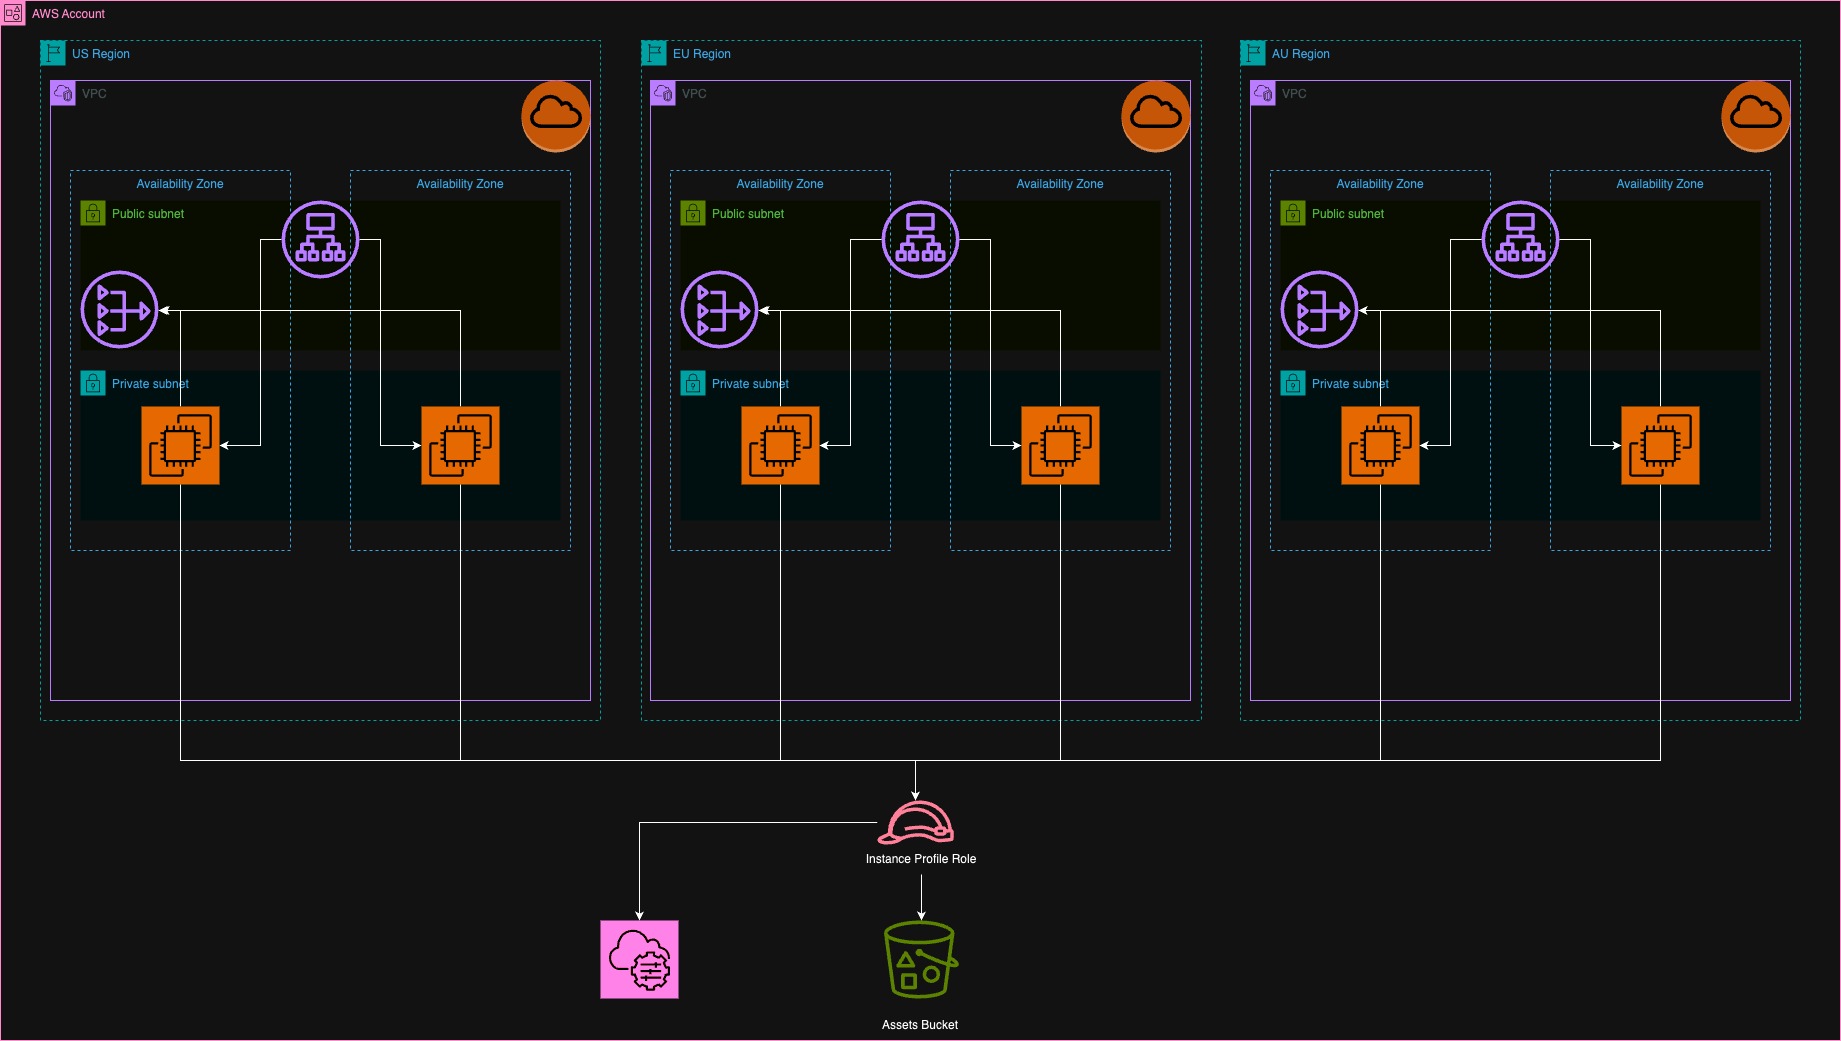 AWS Account
US Region
EU Region
AU Region
VPC
VPC
VPC
Availability Zone
Availability Zone
Availability Zone
Availability Zone
Availability Zone
Availability Zone
Public subnet
Public subnet
Public subnet
Private subnet
Private subnet
Private subnet
Instance Profile Role
Assets Bucket